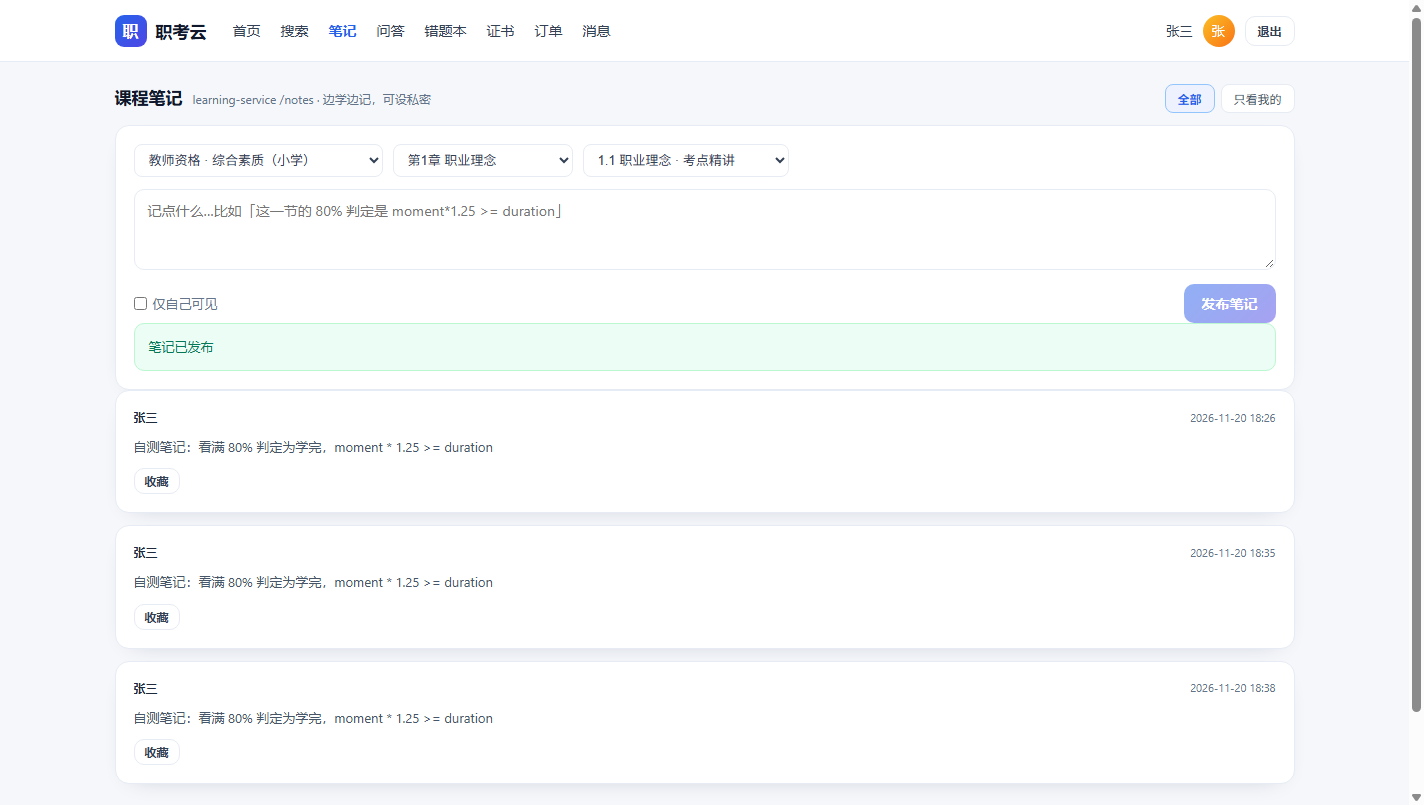 职 职考云 首页 搜索 笔记 问答 错题本 证书 订单 消息 张三 张 退出
课程笔记 learning-service /notes · 边学边记，可设私密 全部 只看我的
教师资格 · 综合素质（小学） 第1章 职业理念 1.1 职业理念 · 考点精讲
记点什么...比如「这一节的 80% 判定是 moment*1.25 >= duration」
仅自己可见 发布笔记
笔记已发布
张三 2026-11-20 18:26
自测笔记：看满 80% 判定为学完，moment * 1.25 >= duration
收藏
张三 2026-11-20 18:35
自测笔记：看满 80% 判定为学完，moment * 1.25 >= duration
收藏
张三 2026-11-20 18:38
自测笔记：看满 80% 判定为学完，moment * 1.25 >= duration
收藏